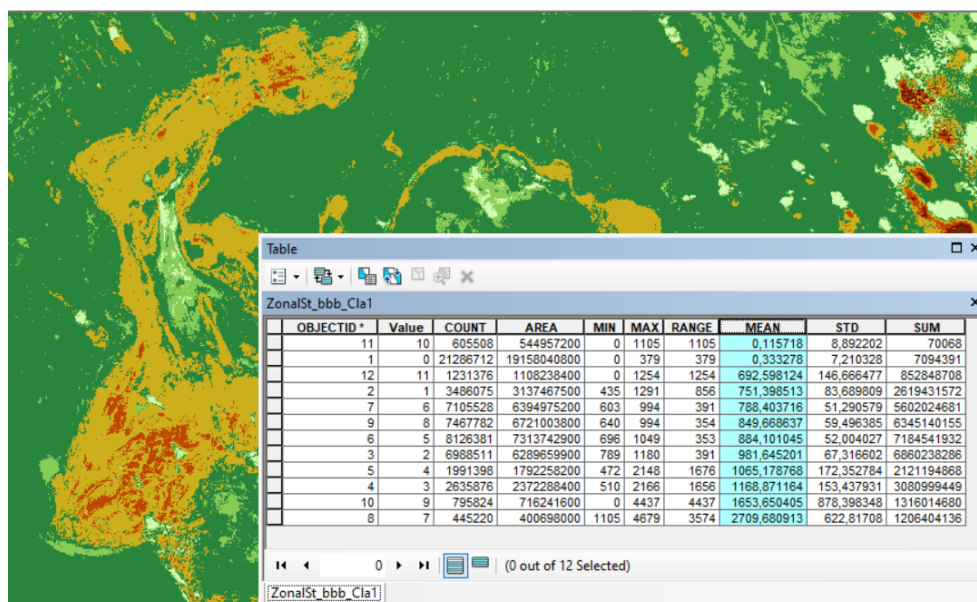 Table
ZonalSt_bbb_Cla1
OBJECTID * Value COUNT AREA MIN MAX RANGE MEAN STD SUM
11 10 605508 544957200 0 1105 1105 0,115718 8,892202 70068
1 0 21286712 19158040800 0 379 379 0,333278 7,210328 7094391
12 11 1231376 1108238400 0 1254 1254 692,598124 146,666477 852848708
2 1 3486075 3137467500 435 1291 856 751,398513 83,689809 2619431572
7 6 7105528 6394975200 603 994 391 788,403716 51,290579 5602024681
9 8 7467782 6721003800 640 994 354 849,668637 59,496385 6345140155
6 5 8126381 7313742900 696 1049 353 884,101045 52,004027 7184541932
3 2 6988511 6289659900 789 1180 391 981,645201 67,316602 6860238286
5 4 1991398 1792258200 472 2148 1676 1065,178768 172,352784 2121194868
4 3 2635876 2372288400 510 2166 1656 1168,871164 153,437931 3080999449
10 9 795824 716241600 0 4437 4437 1653,650405 878,398348 1316014680
8 7 445220 400698000 1105 4679 3574 2709,680913 622,81708 1206404136
0 (0 out of 12 Selected)
ZonalSt_bbb_Cla1